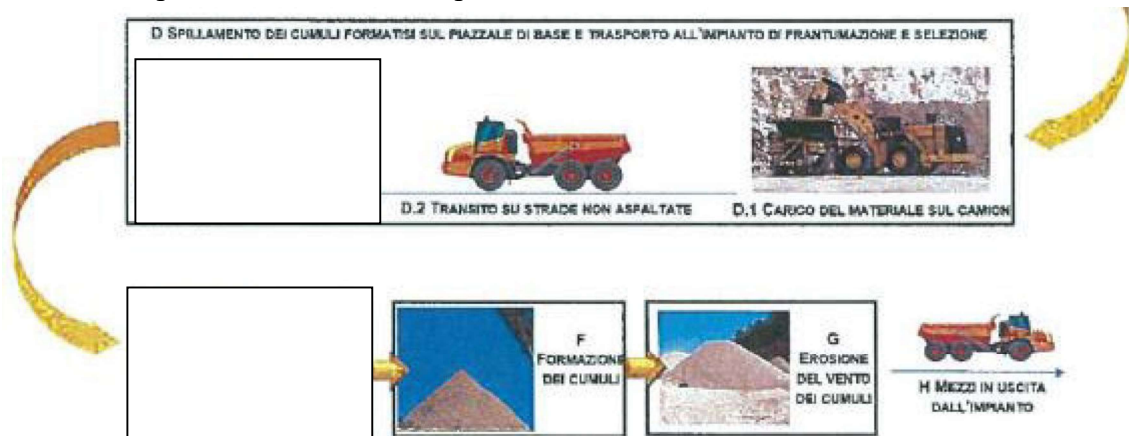 D SPILLAMENTO DEI CUMULI FORMATISI SUL PIAZZALE DI BASE E TRASPORTO ALL'IMPIANTO DI FRANTUMAZIONE E SELEZIONE
D.2 TRANSITO SU STRADE NON ASPALTATE
D.1 CARICO DEL MATERIALE SUL CAMION
F
FORMAZIONE
DEI CUMULI
G
EROSIONE
DEL VENTO
DEI CUMULI
H MEZZI IN USCITA
DALL'IMPIANTO